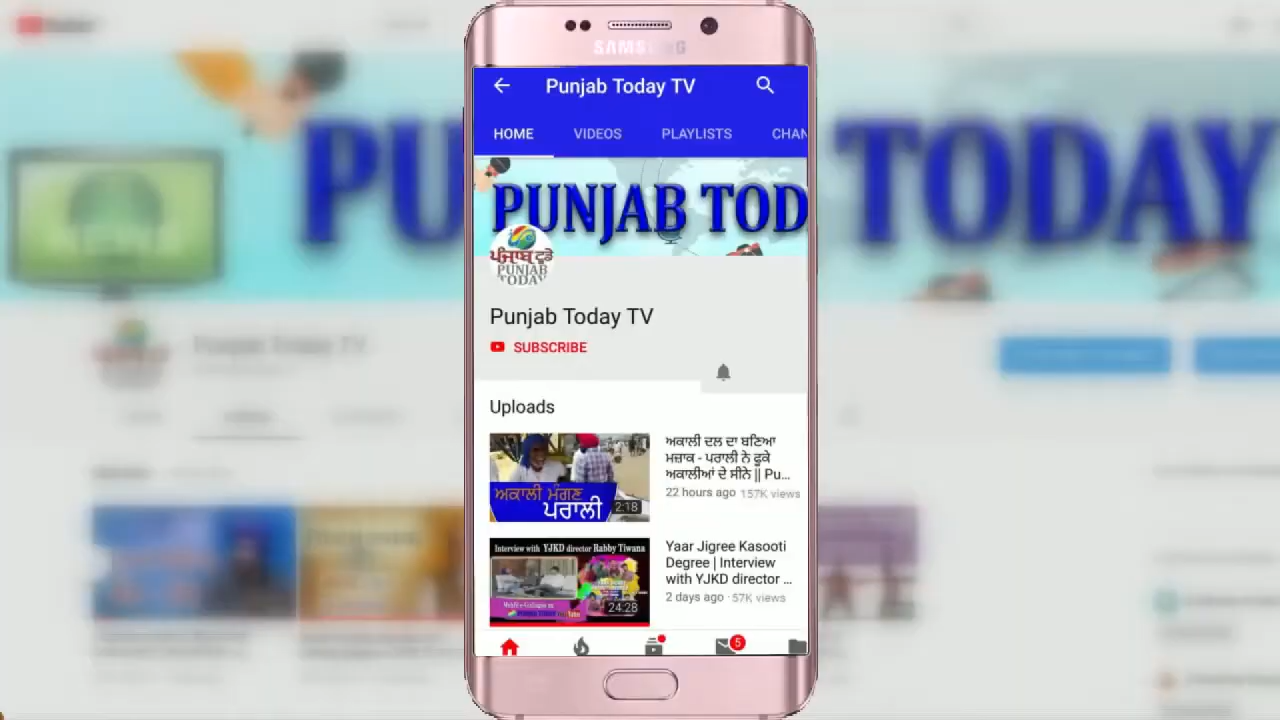 SAMSUNG
Punjab Today TV
HOME VIDEOS PLAYLISTS CHAN
PUNJAB TOD
PU TODAY
ਪੰਜਾਬ ਟੂਡੇ
PUNJAB
TODAY
Punjab Today TV
SUBSCRIBE
Uploads
ਅਕਾਲੀ ਮੰਗਣ
ਪਰਾਲੀ
2:18
ਅਕਾਲੀ ਦਲ ਦਾ ਬਣਿਆ
ਮਜ਼ਾਕ - ਪਰਾਲੀ ਨੇ ਫੂਕੇ
ਅਕਾਲੀਆਂ ਦੇ ਸੀਨੇ || Pu...
22 hours ago 157K views
Interview with YJKD director Rabby Tiwana
24:28
Yaar Jigree Kasooti
Degree | Interview
with YJKD director ...
2 days ago · 57K views
5